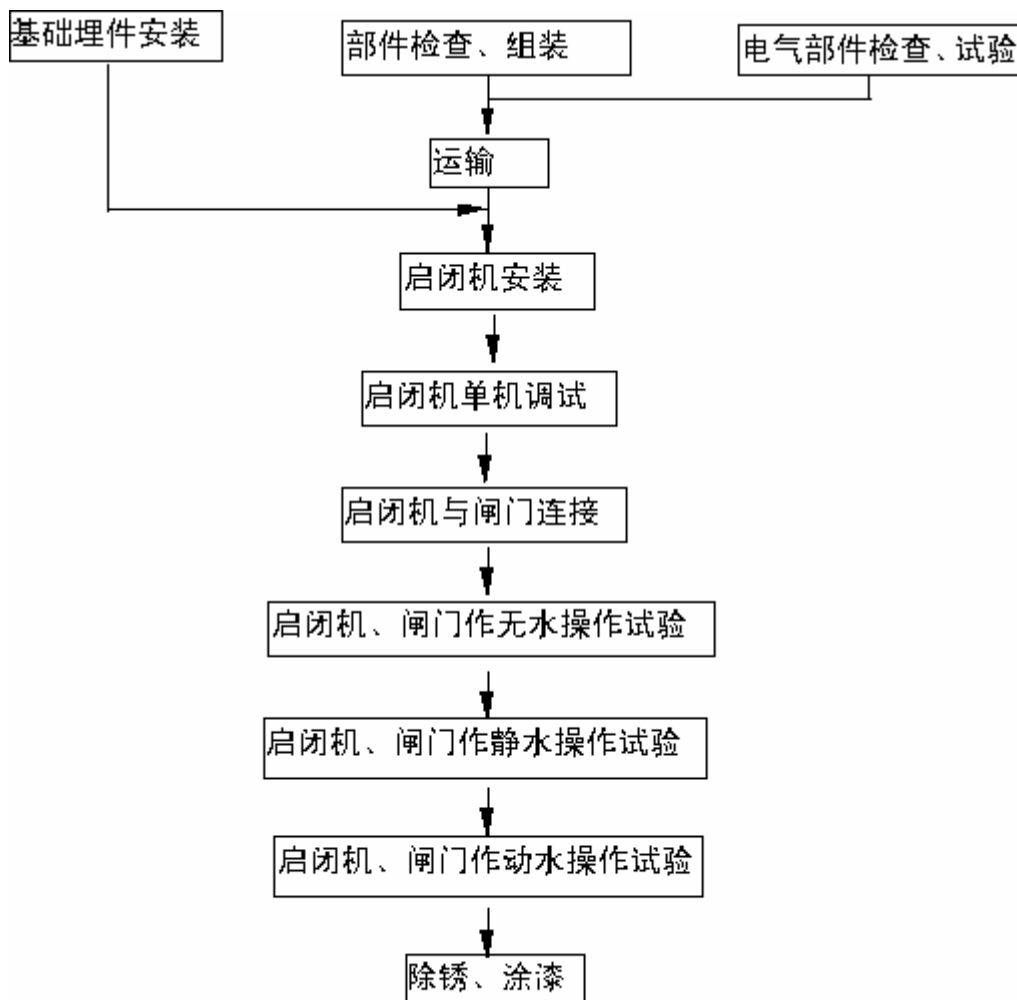 基础埋件安装
部件检查、组装
电气部件检查、试验
运输
启闭机安装
启闭机单机调试
启闭机与闸门连接
启闭机、闸门作无水操作试验
启闭机、闸门作静水操作试验
启闭机、闸门作动水操作试验
除锈、涂漆